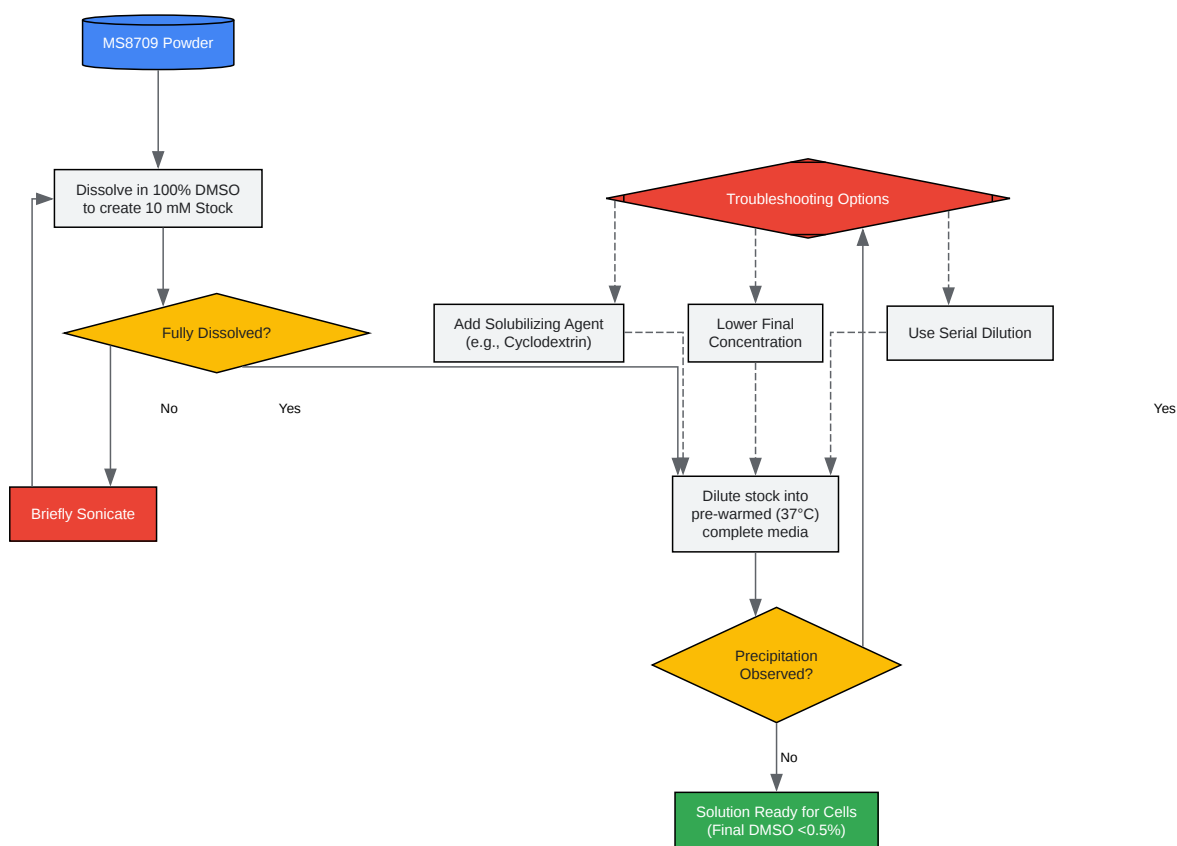 MS8709 Powder
Dissolve in 100% DMSO
to create 10 mM Stock
Troubleshooting Options
Fully Dissolved?
Add Solubilizing Agent
(e.g., Cyclodextrin)
Lower Final
Concentration
Use Serial Dilution
No
Yes
Yes
Briefly Sonicate
Dilute stock into
pre-warmed (37°C)
complete media
Precipitation
Observed?
No
Solution Ready for Cells
(Final DMSO <0.5%)